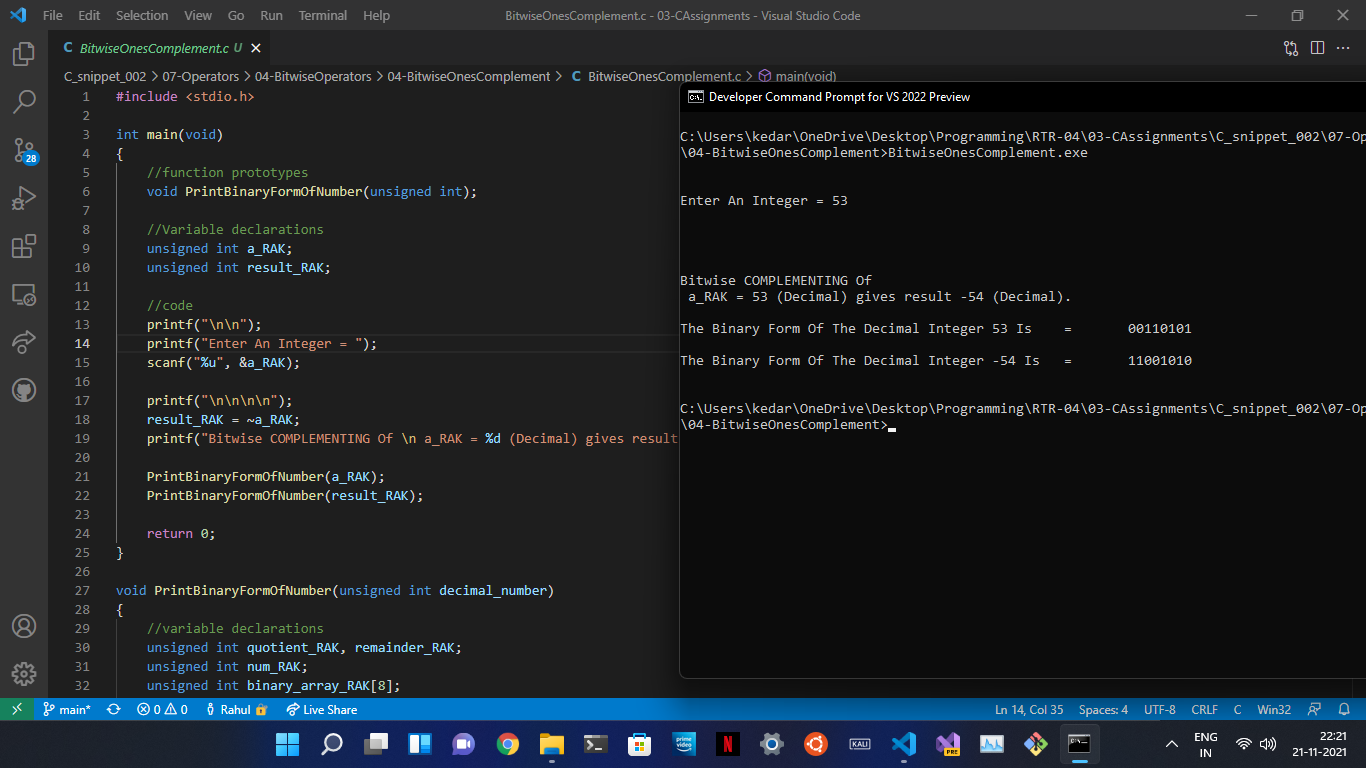 File Edit Selection View Go Run Terminal Help BitwiseOnesComplement.c - 03-CAssignments - Visual Studio Code
C BitwiseOnesComplement.c U
C_snippet_002 > 07-Operators > 04-BitwiseOperators > 04-BitwiseOnesComplement > C BitwiseOnesComplement.c > main(void)
1 #include <stdio.h>
2
3 int main(void)
4 {
5 //function prototypes
6 void PrintBinaryFormOfNumber(unsigned int);
7
8 //Variable declarations
9 unsigned int a_RAK;
10 unsigned int result_RAK;
11
12 //code
13 printf("\n\n");
14 printf("Enter An Integer = ");
15 scanf("%u", &a_RAK);
16
17 printf("\n\n\n\n");
18 result_RAK = ~a_RAK;
19 printf("Bitwise COMPLEMENTING Of \n a_RAK = %d (Decimal) gives result
20
21 PrintBinaryFormOfNumber(a_RAK);
22 PrintBinaryFormOfNumber(result_RAK);
23
24 return 0;
25 }
26
27 void PrintBinaryFormOfNumber(unsigned int decimal_number)
28 {
29 //variable declarations
30 unsigned int quotient_RAK, remainder_RAK;
31 unsigned int num_RAK;
32 unsigned int binary_array_RAK[8];
Developer Command Prompt for VS 2022 Preview
C:\Users\kedar\OneDrive\Desktop\Programming\RTR-04\03-CAssignments\C_snippet_002\07-Op
\04-BitwiseOnesComplement>BitwiseOnesComplement.exe
Enter An Integer = 53
Bitwise COMPLEMENTING Of
a_RAK = 53 (Decimal) gives result -54 (Decimal).
The Binary Form Of The Decimal Integer 53 Is = 00110101
The Binary Form Of The Decimal Integer -54 Is = 11001010
C:\Users\kedar\OneDrive\Desktop\Programming\RTR-04\03-CAssignments\C_snippet_002\07-Op
\04-BitwiseOnesComplement>
28
main* 0 0 Rahul Live Share Ln 14, Col 35 Spaces: 4 UTF-8 CRLF C Win32
prime video
N
KALI
PRE
ENG
IN
22:21
21-11-2021